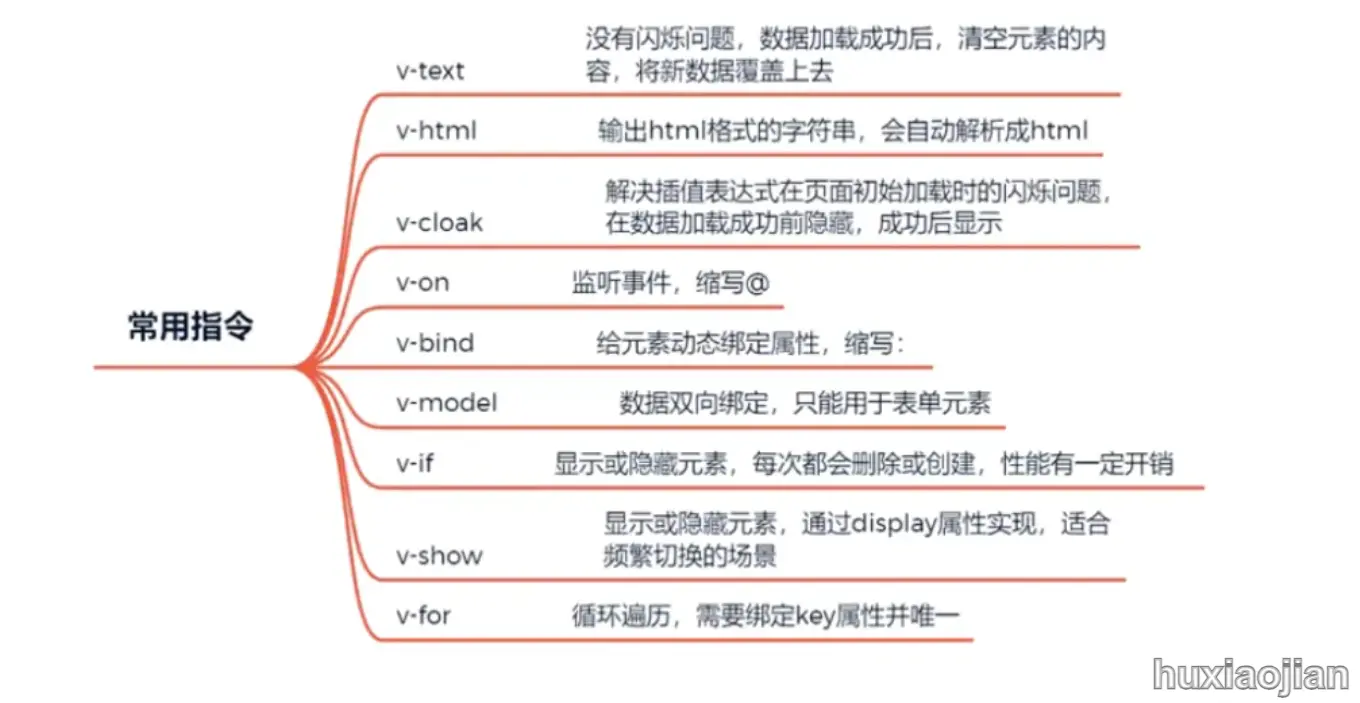 常用指令
v-text
没有闪烁问题，数据加载成功后，清空元素的内
容，将新数据覆盖上去
v-html
输出html格式的字符串，会自动解析成html
v-cloak
解决插值表达式在页面初始加载时的闪烁问题，
在数据加载成功前隐藏，成功后显示
v-on
监听事件，缩写@
v-bind
给元素动态绑定属性，缩写：
v-model
数据双向绑定，只能用于表单元素
v-if
显示或隐藏元素，每次都会删除或创建，性能有一定开销
v-show
显示或隐藏元素，通过display属性实现，适合
频繁切换的场景
v-for
循环遍历，需要绑定key属性并唯一
huxiaojian